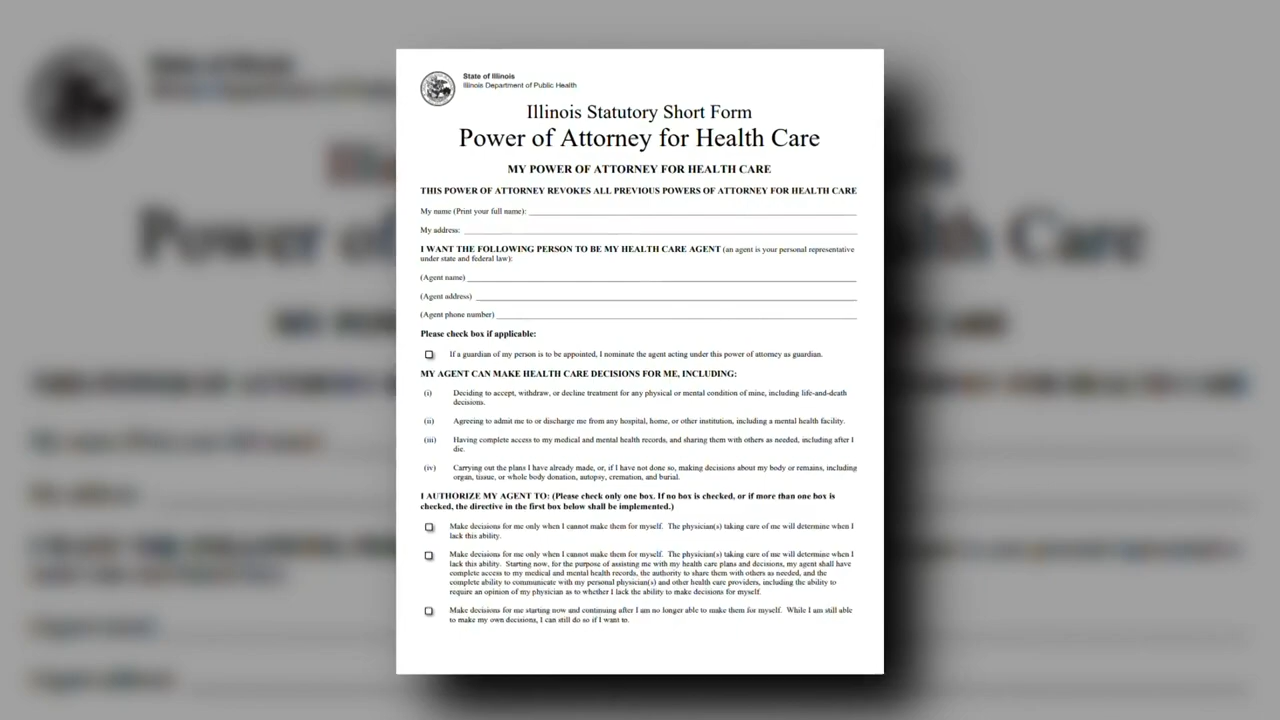 State of Illinois
Illinois Department of Public Health
Illinois Statutory Short Form
Power of Attorney for Health Care
MY POWER OF ATTORNEY FOR HEALTH CARE
THIS POWER OF ATTORNEY REVOKES ALL PREVIOUS POWERS OF ATTORNEY FOR HEALTH CARE
My name (Print your full name):
My address:
I WANT THE FOLLOWING PERSON TO BE MY HEALTH CARE AGENT (an agent is your personal representative
under state and federal law):
(Agent name)
(Agent address)
(Agent phone number)
Please check box if applicable:
If a guardian of my person is to be appointed, I nominate the agent acting under this power of attorney as guardian.
MY AGENT CAN MAKE HEALTH CARE DECISIONS FOR ME, INCLUDING:
(i) Deciding to accept, withdraw, or decline treatment for any physical or mental condition of mine, including life-and-death
decisions.
(ii) Agreeing to admit me to or discharge me from any hospital, home, or other institution, including a mental health facility.
(iii) Having complete access to my medical and mental health records, and sharing them with others as needed, including after I
die.
(iv) Carrying out the plans I have already made, or, if I have not done so, making decisions about my body or remains, including
organ, tissue, or whole body donation, autopsy, cremation, and burial.
I AUTHORIZE MY AGENT TO: (Please check only one box. If no box is checked, or if more than one box is
checked, the directive in the first box below shall be implemented.)
Make decisions for me only when I cannot make them for myself. The physician(s) taking care of me will determine when I
lack this ability.
Make decisions for me only when I cannot make them for myself. The physician(s) taking care of me will determine when I
lack this ability. Starting now, for the purpose of assisting me with my health care plans and decisions, my agent shall have
complete access to my medical and mental health records, the authority to share them with others as needed, and the
complete ability to communicate with my personal physician(s) and other health care providers, including the ability to
require an opinion of my physician as to whether I lack the ability to make decisions for myself.
Make decisions for me starting now and continuing after I am no longer able to make them for myself. While I am still able
to make my own decisions, I can still do so if I want to.